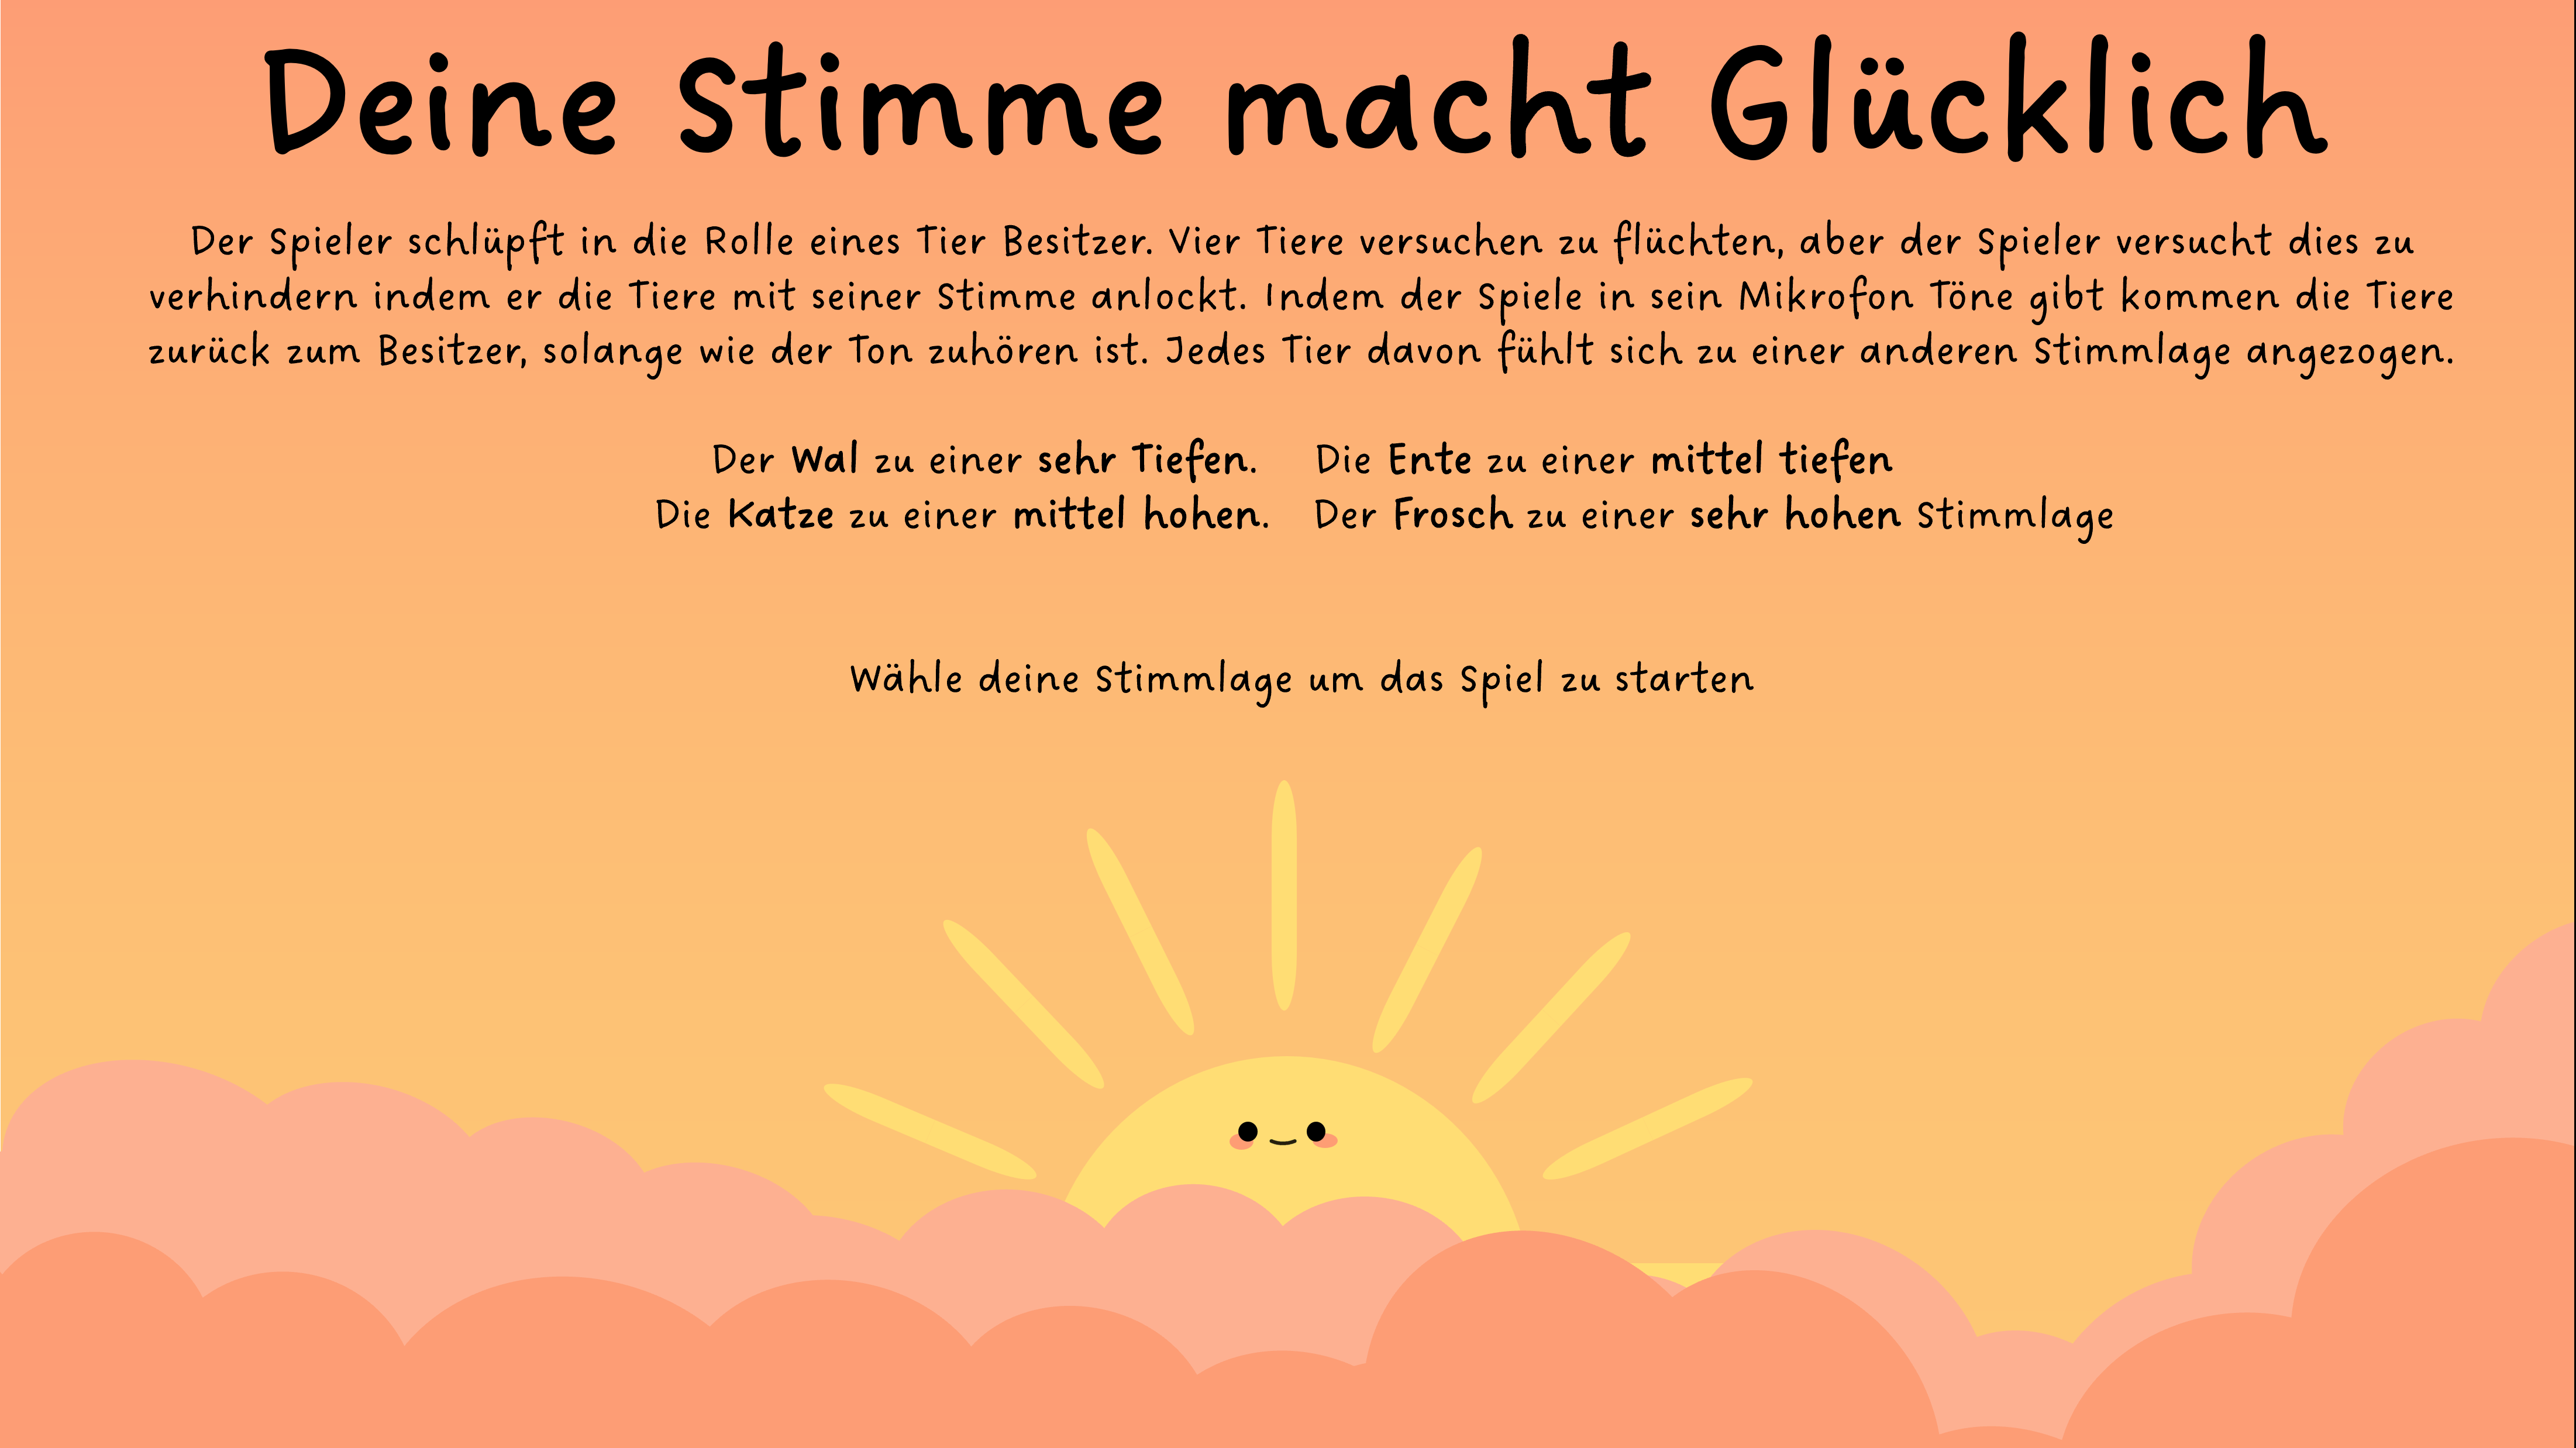 Deine Stimme macht Glücklich
Der Spieler schlüpft in die Rolle eines Tier Besitzer. Vier Tiere versuchen zu flüchten, aber der Spieler versucht dies zu
verhindern indem er die Tiere mit seiner Stimme anlockt. Indem der Spiele in sein Mikrofon Töne gibt kommen die Tiere
zurück zum Besitzer, solange wie der Ton zuhören ist. Jedes Tier davon fühlt sich zu einer anderen Stimmlage angezogen.
Der Wal zu einer sehr Tiefen. Die Ente zu einer mittel tiefen
Die Katze zu einer mittel hohen. Der Frosch zu einer sehr hohen Stimmlage
Wähle deine Stimmlage um das Spiel zu starten